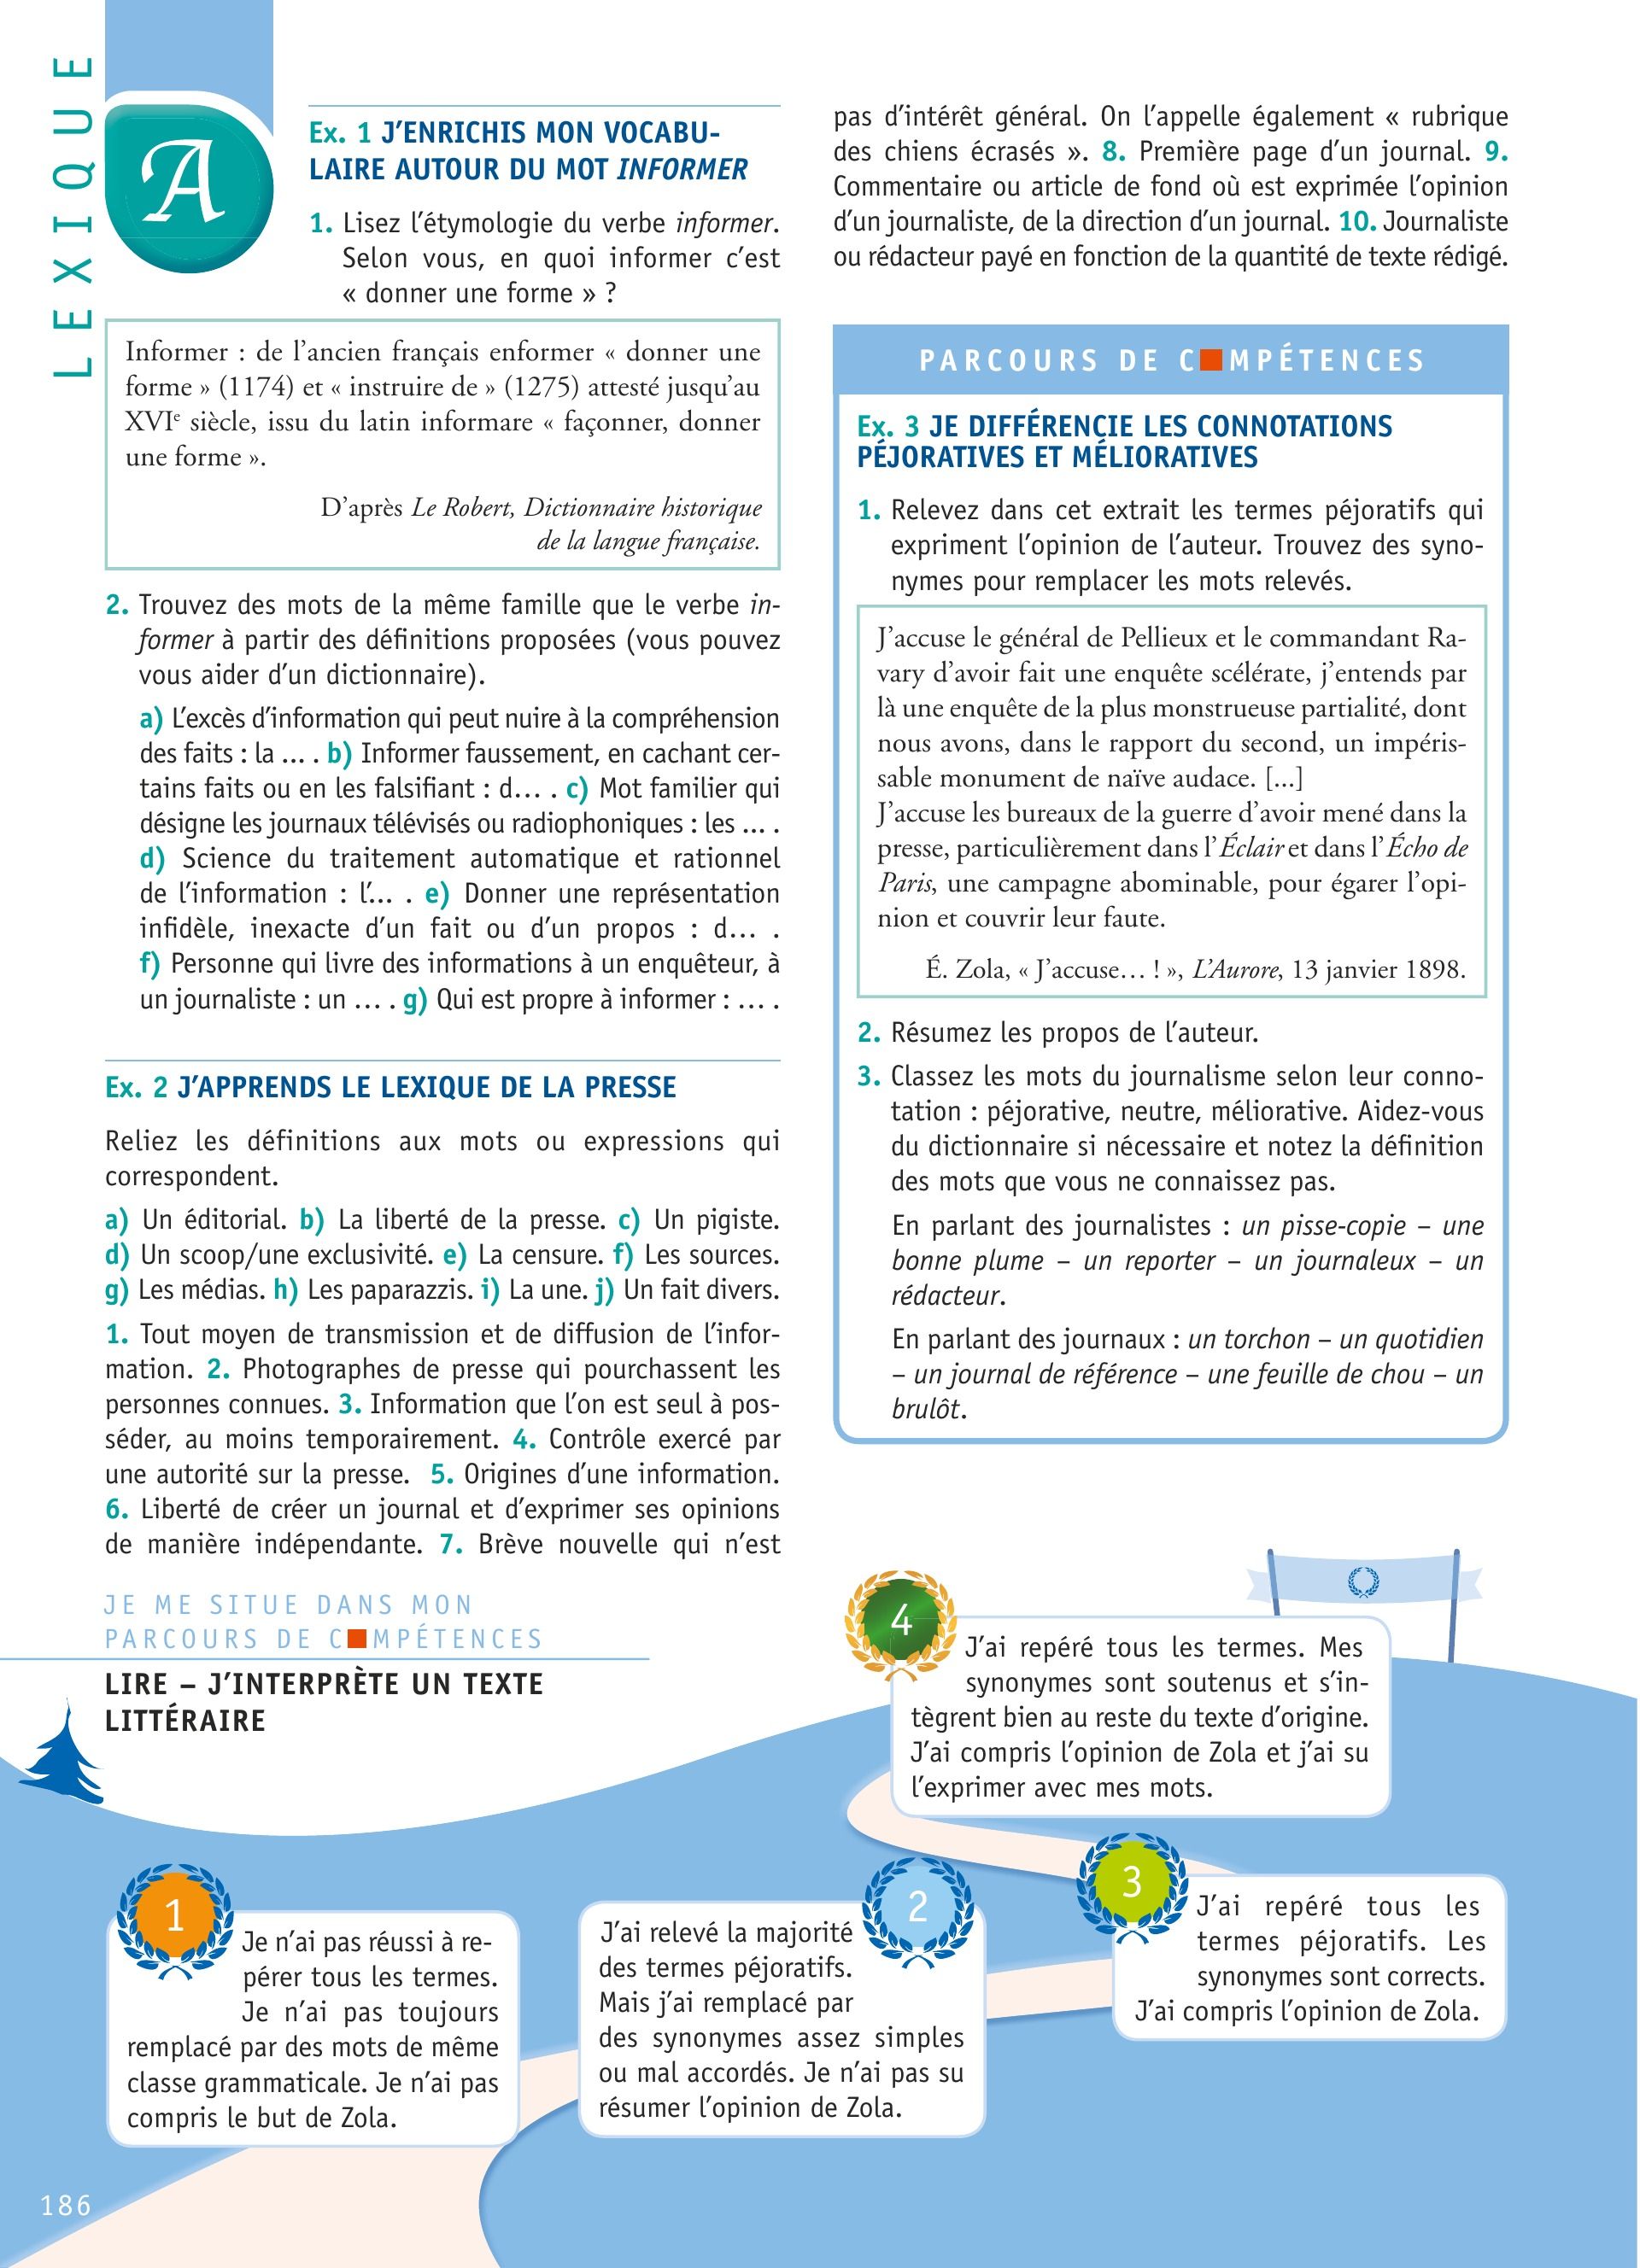 LEXIQUE
A
Ex. 1 J’ENRICHIS MON VOCABU-
LAIRE AUTOUR DU MOT INFORMER
1. Lisez l’étymologie du verbe informer.
Selon vous, en quoi informer c’est
« donner une forme » ?
Informer : de l’ancien français enformer « donner une
forme » (1174) et « instruire de » (1275) attesté jusqu’au
XVIe siècle, issu du latin informare « façonner, donner
une forme ».
D’après Le Robert, Dictionnaire historique
de la langue française.
2. Trouvez des mots de la même famille que le verbe in-
former à partir des définitions proposées (vous pouvez
vous aider d’un dictionnaire).
a) L’excès d’information qui peut nuire à la compréhension
des faits : la ... . b) Informer faussement, en cachant cer-
tains faits ou en les falsifiant : d... . c) Mot familier qui
désigne les journaux télévisés ou radiophoniques : les ... .
d) Science du traitement automatique et rationnel
de l’information : l’... . e) Donner une représentation
infidèle, inexacte d’un fait ou d’un propos : d... .
f) Personne qui livre des informations à un enquêteur, à
un journaliste : un ... . g) Qui est propre à informer : ... .
Ex. 2 J’APPRENDS LE LEXIQUE DE LA PRESSE
Reliez les définitions aux mots ou expressions qui
correspondent.
a) Un éditorial. b) La liberté de la presse. c) Un pigiste.
d) Un scoop/une exclusivité. e) La censure. f) Les sources.
g) Les médias. h) Les paparazzis. i) La une. j) Un fait divers.
1. Tout moyen de transmission et de diffusion de l’infor-
mation. 2. Photographes de presse qui pourchassent les
personnes connues. 3. Information que l’on est seul à pos-
séder, au moins temporairement. 4. Contrôle exercé par
une autorité sur la presse. 5. Origines d’une information.
6. Liberté de créer un journal et d’exprimer ses opinions
de manière indépendante. 7. Brève nouvelle qui n’est
pas d’intérêt général. On l’appelle également « rubrique
des chiens écrasés ». 8. Première page d’un journal. 9.
Commentaire ou article de fond où est exprimée l’opinion
d’un journaliste, de la direction d’un journal. 10. Journaliste
ou rédacteur payé en fonction de la quantité de texte rédigé.
PARCOURS DE C■MPÉTENCES
Ex. 3 JE DIFFÉRENCIE LES CONNOTATIONS
PÉJORATIVES ET MÉLIORATIVES
1. Relevez dans cet extrait les termes péjoratifs qui
expriment l’opinion de l’auteur. Trouvez des syno-
nymes pour remplacer les mots relevés.
J’accuse le général de Pellieux et le commandant Ra-
vary d’avoir fait une enquête scélérate, j’entends par
là une enquête de la plus monstrueuse partialité, dont
nous avons, dans le rapport du second, un impéris-
sable monument de naïve audace. [...]
J’accuse les bureaux de la guerre d’avoir mené dans la
presse, particulièrement dans l’Éclair et dans l’Écho de
Paris, une campagne abominable, pour égarer l’opi-
nion et couvrir leur faute.
É. Zola, « J’accuse... ! », L’Aurore, 13 janvier 1898.
2. Résumez les propos de l’auteur.
3. Classez les mots du journalisme selon leur conno-
tation : péjorative, neutre, méliorative. Aidez-vous
du dictionnaire si nécessaire et notez la définition
des mots que vous ne connaissez pas.
En parlant des journalistes : un pisse-copie – une
bonne plume – un reporter – un journaleux – un
rédacteur.
En parlant des journaux : un torchon – un quotidien
– un journal de référence – une feuille de chou – un
brulôt.
JE ME SITUE DANS MON
PARCOURS DE C■MPÉTENCES
LIRE – J’INTERPRÈTE UN TEXTE
LITTÉRAIRE
1
Je n’ai pas réussi à re-
pérer tous les termes.
Je n’ai pas toujours
remplacé par des mots de même
classe grammaticale. Je n’ai pas
compris le but de Zola.
2
J’ai relevé la majorité
des termes péjoratifs.
Mais j’ai remplacé par
des synonymes assez simples
ou mal accordés. Je n’ai pas su
résumer l’opinion de Zola.
3
J’ai repéré tous les
termes péjoratifs. Les
synonymes sont corrects.
J’ai compris l’opinion de Zola.
4
J’ai repéré tous les termes. Mes
synonymes sont soutenus et s’in-
tègrent bien au reste du texte d’origine.
J’ai compris l’opinion de Zola et j’ai su
l’exprimer avec mes mots.
186